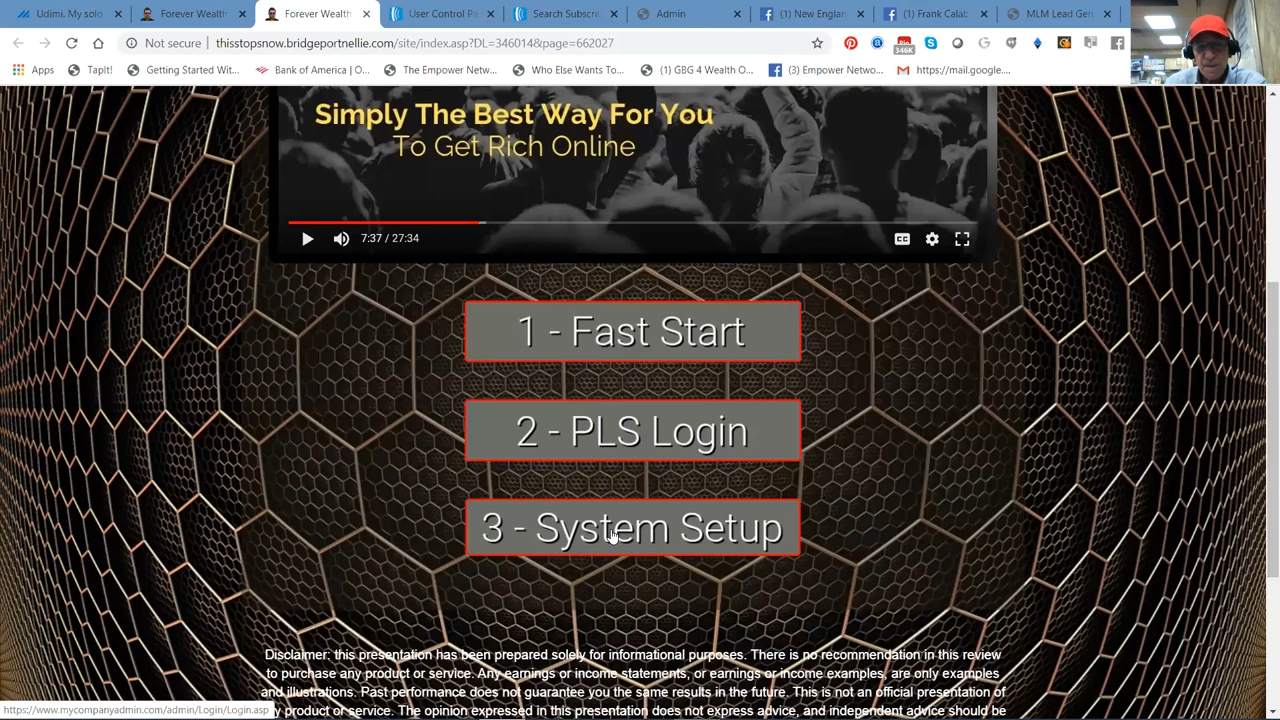 Udimi. My solo
Forever Wealth
Forever Wealth
User Control Pa
Search Subscri
Admin
(1) New Englan
(1) Frank Calab
MLM Lead Gen
Not secure
thisstopsnow.bridgeportnellia.com/site/index.asp?DL=346014&page=662027
346K
Apps
TapIt!
Getting Started Wit...
Bank of America | O...
The Empower Net...
Who Else Wants To...
(1) GBG 4 Wealth O...
(3) Empower Netwo...
https://mail.google....
Simply The Best Way For You
To Get Rich Online
7:37 / 27:34
CC
1 - Fast Start
2 - PLS Login
3 - System Setup
Disclaimer: this presentation has been prepared solely for informational purposes. There is no recommendation in this review
to purchase any product or service. Any earnings or income statements, or earnings or income examples, are only examples
and illustrations. Past performance does not guarantee you the same results in the future. This is not an official presentation of
product or service. The opinion expressed in this presentation does not express advice, and independent advice should be
https://www.mycompanyadmin.com/admin/Login/Login.asp